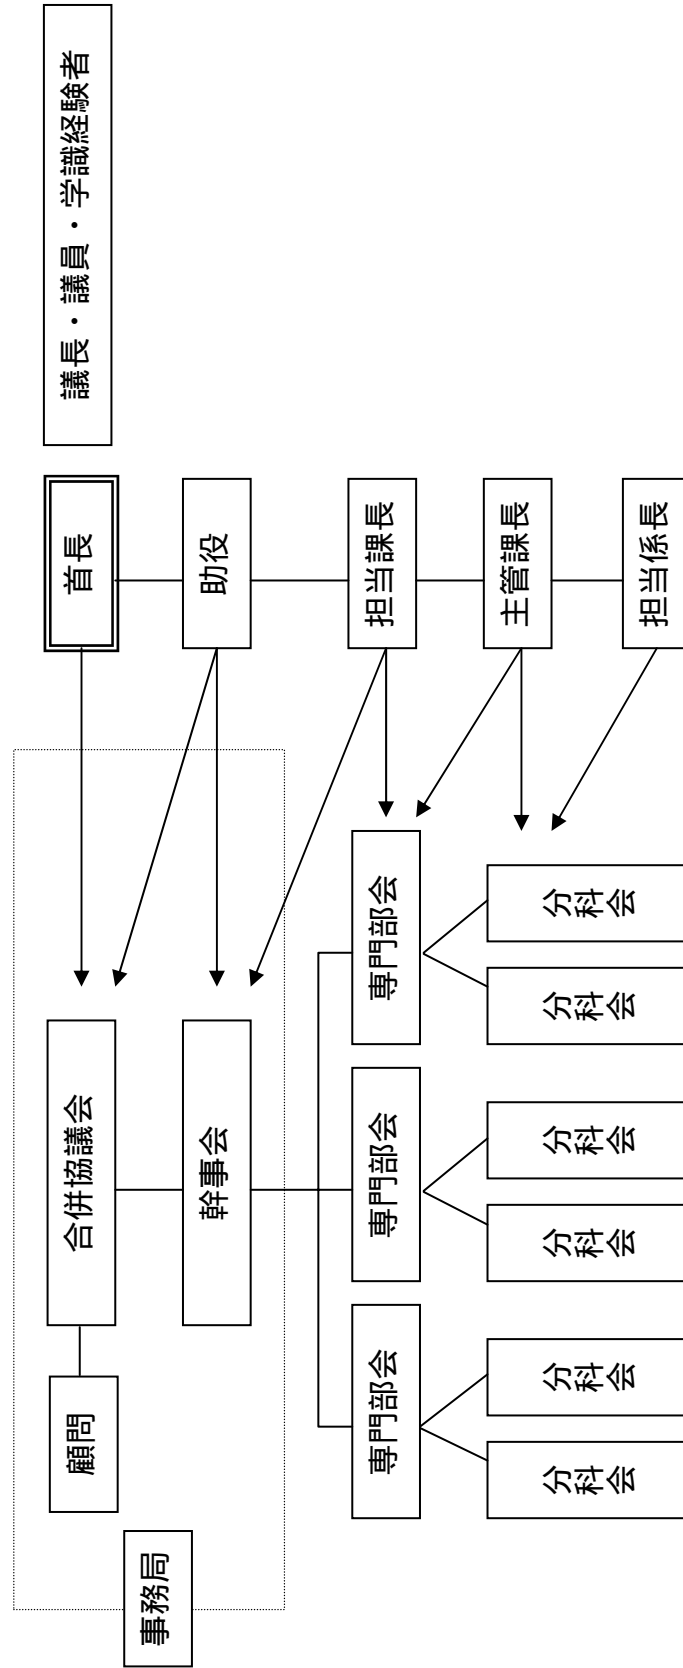 顧問
合併協議会
首長
議長・議員・学識経験者
事務局
幹事会
助役
専門部会
専門部会
専門部会
担当課長
主管課長
分科会
分科会
分科会
分科会
分科会
分科会
担当係長